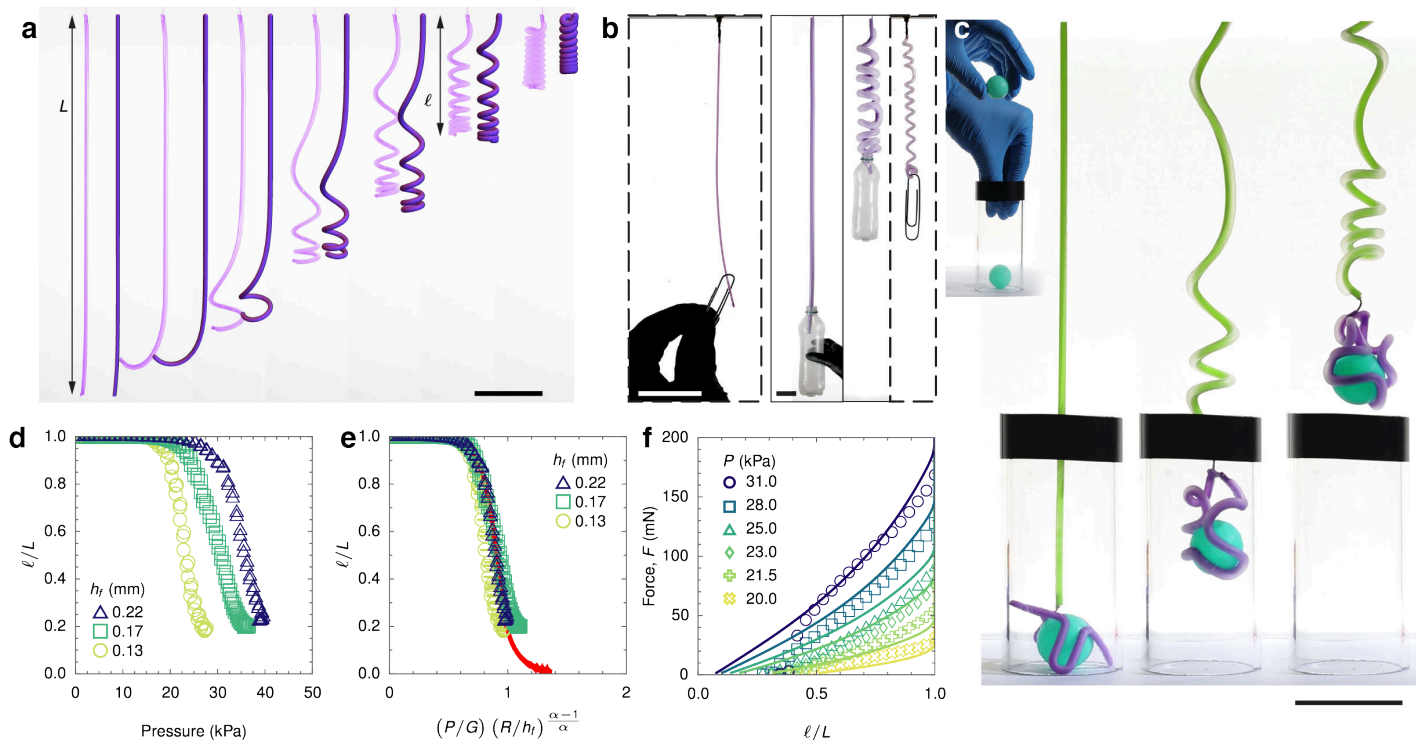 a
L
ℓ
b
c
d
1.0
0.8
0.6
0.4
0.2
0.0
ℓ/L
h_f (mm)
0.22
0.17
0.13
0 10 20 30 40 50
Pressure (kPa)
e
1.0
0.8
0.6
0.4
0.2
0.0
ℓ/L
h_f (mm)
0.22
0.17
0.13
0 1 2
(P/G) (R/h_f)^{(α−1)/α}
f
200
150
100
50
0
Force, F (mN)
P (kPa)
31.0
28.0
25.0
23.0
21.5
20.0
0.0 0.5 1.0
ℓ/L